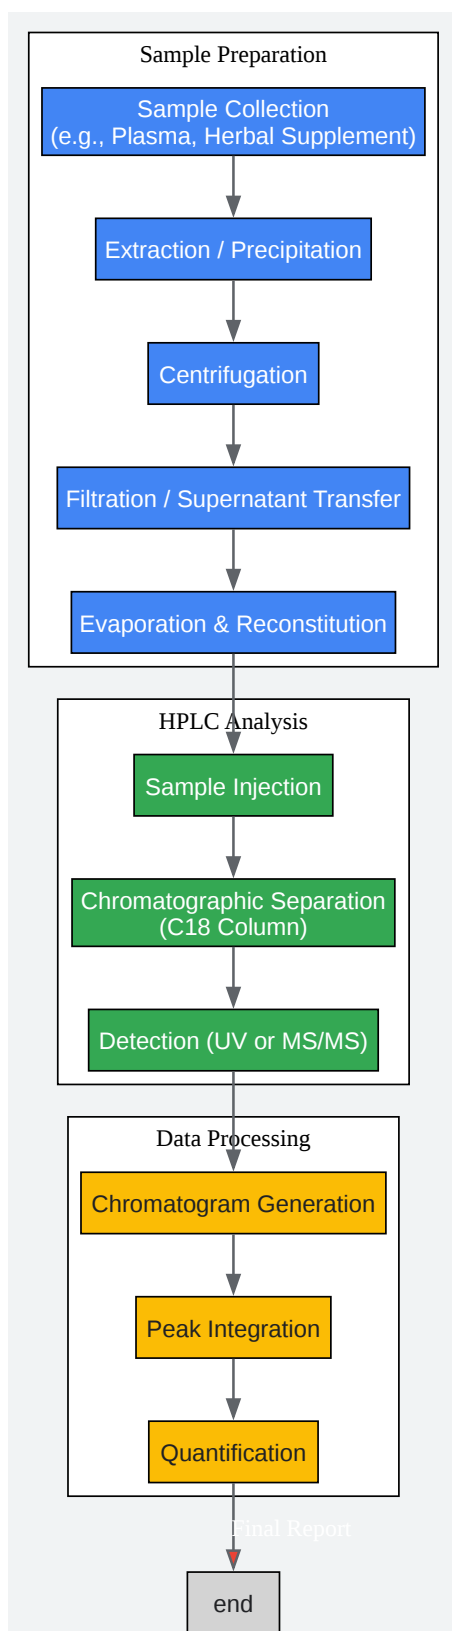 Sample Preparation
Sample Collection
(e.g., Plasma, Herbal Supplement)
Extraction / Precipitation
Centrifugation
Filtration / Supernatant Transfer
Evaporation & Reconstitution
HPLC Analysis
Sample Injection
Chromatographic Separation
(C18 Column)
Detection (UV or MS/MS)
Data Processing
Chromatogram Generation
Peak Integration
Quantification
Final Report
end